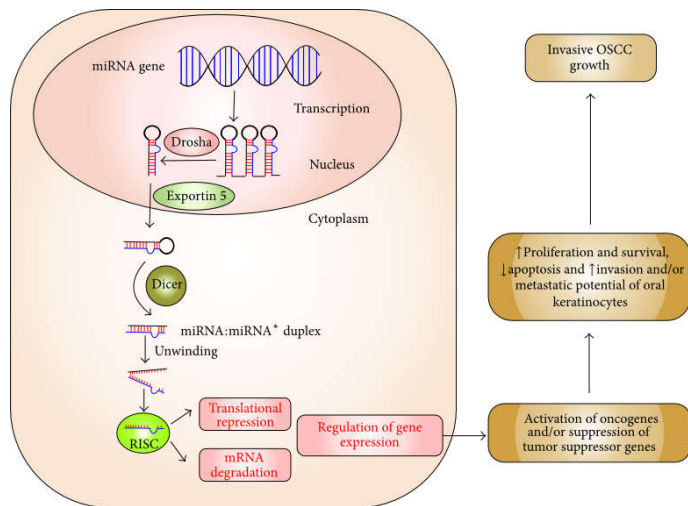 miRNA gene
Transcription
Drosha
Nucleus
Exportin 5
Cytoplasm
Dicer
miRNA:miRNA* duplex
Unwinding
RISC
Translational
repression
mRNA
degradation
Regulation of gene
expression
Activation of oncogenes
and/or suppression of
tumor suppressor genes
↑Proliferation and survival,
↓apoptosis and ↑invasion and/or
metastatic potential of oral
keratinocytes
Invasive OSCC
growth